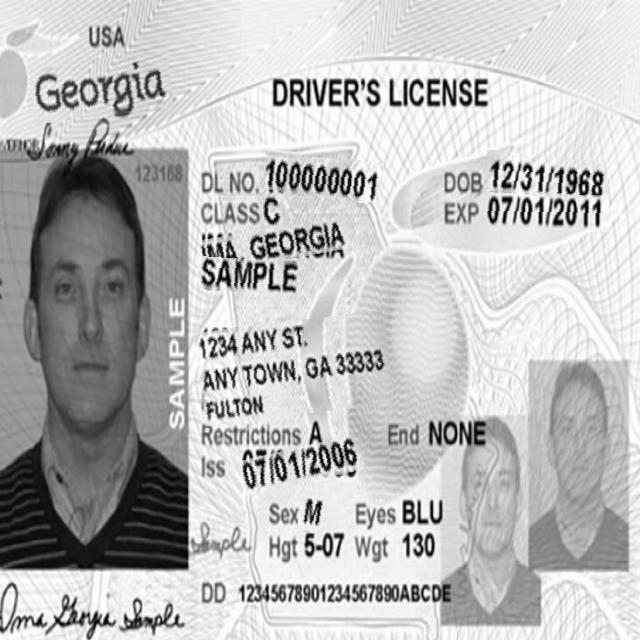 USA
Georgia
DRIVER'S LICENSE
Sonny Perdue
123168
DL NO. 100000001
DOB 12/31/1968
CLASS C
EXP 07/01/2011
IMA GEORGIA
SAMPLE
SAMPLE
1234 ANY ST.
ANY TOWN, GA 33333
FULTON
Restrictions A End NONE
Iss 07/01/2006
Sex M Eyes BLU
Sample
Hgt 5-07 Wgt 130
DD 12345678901234567890ABCDE
Ima Georgia Sample